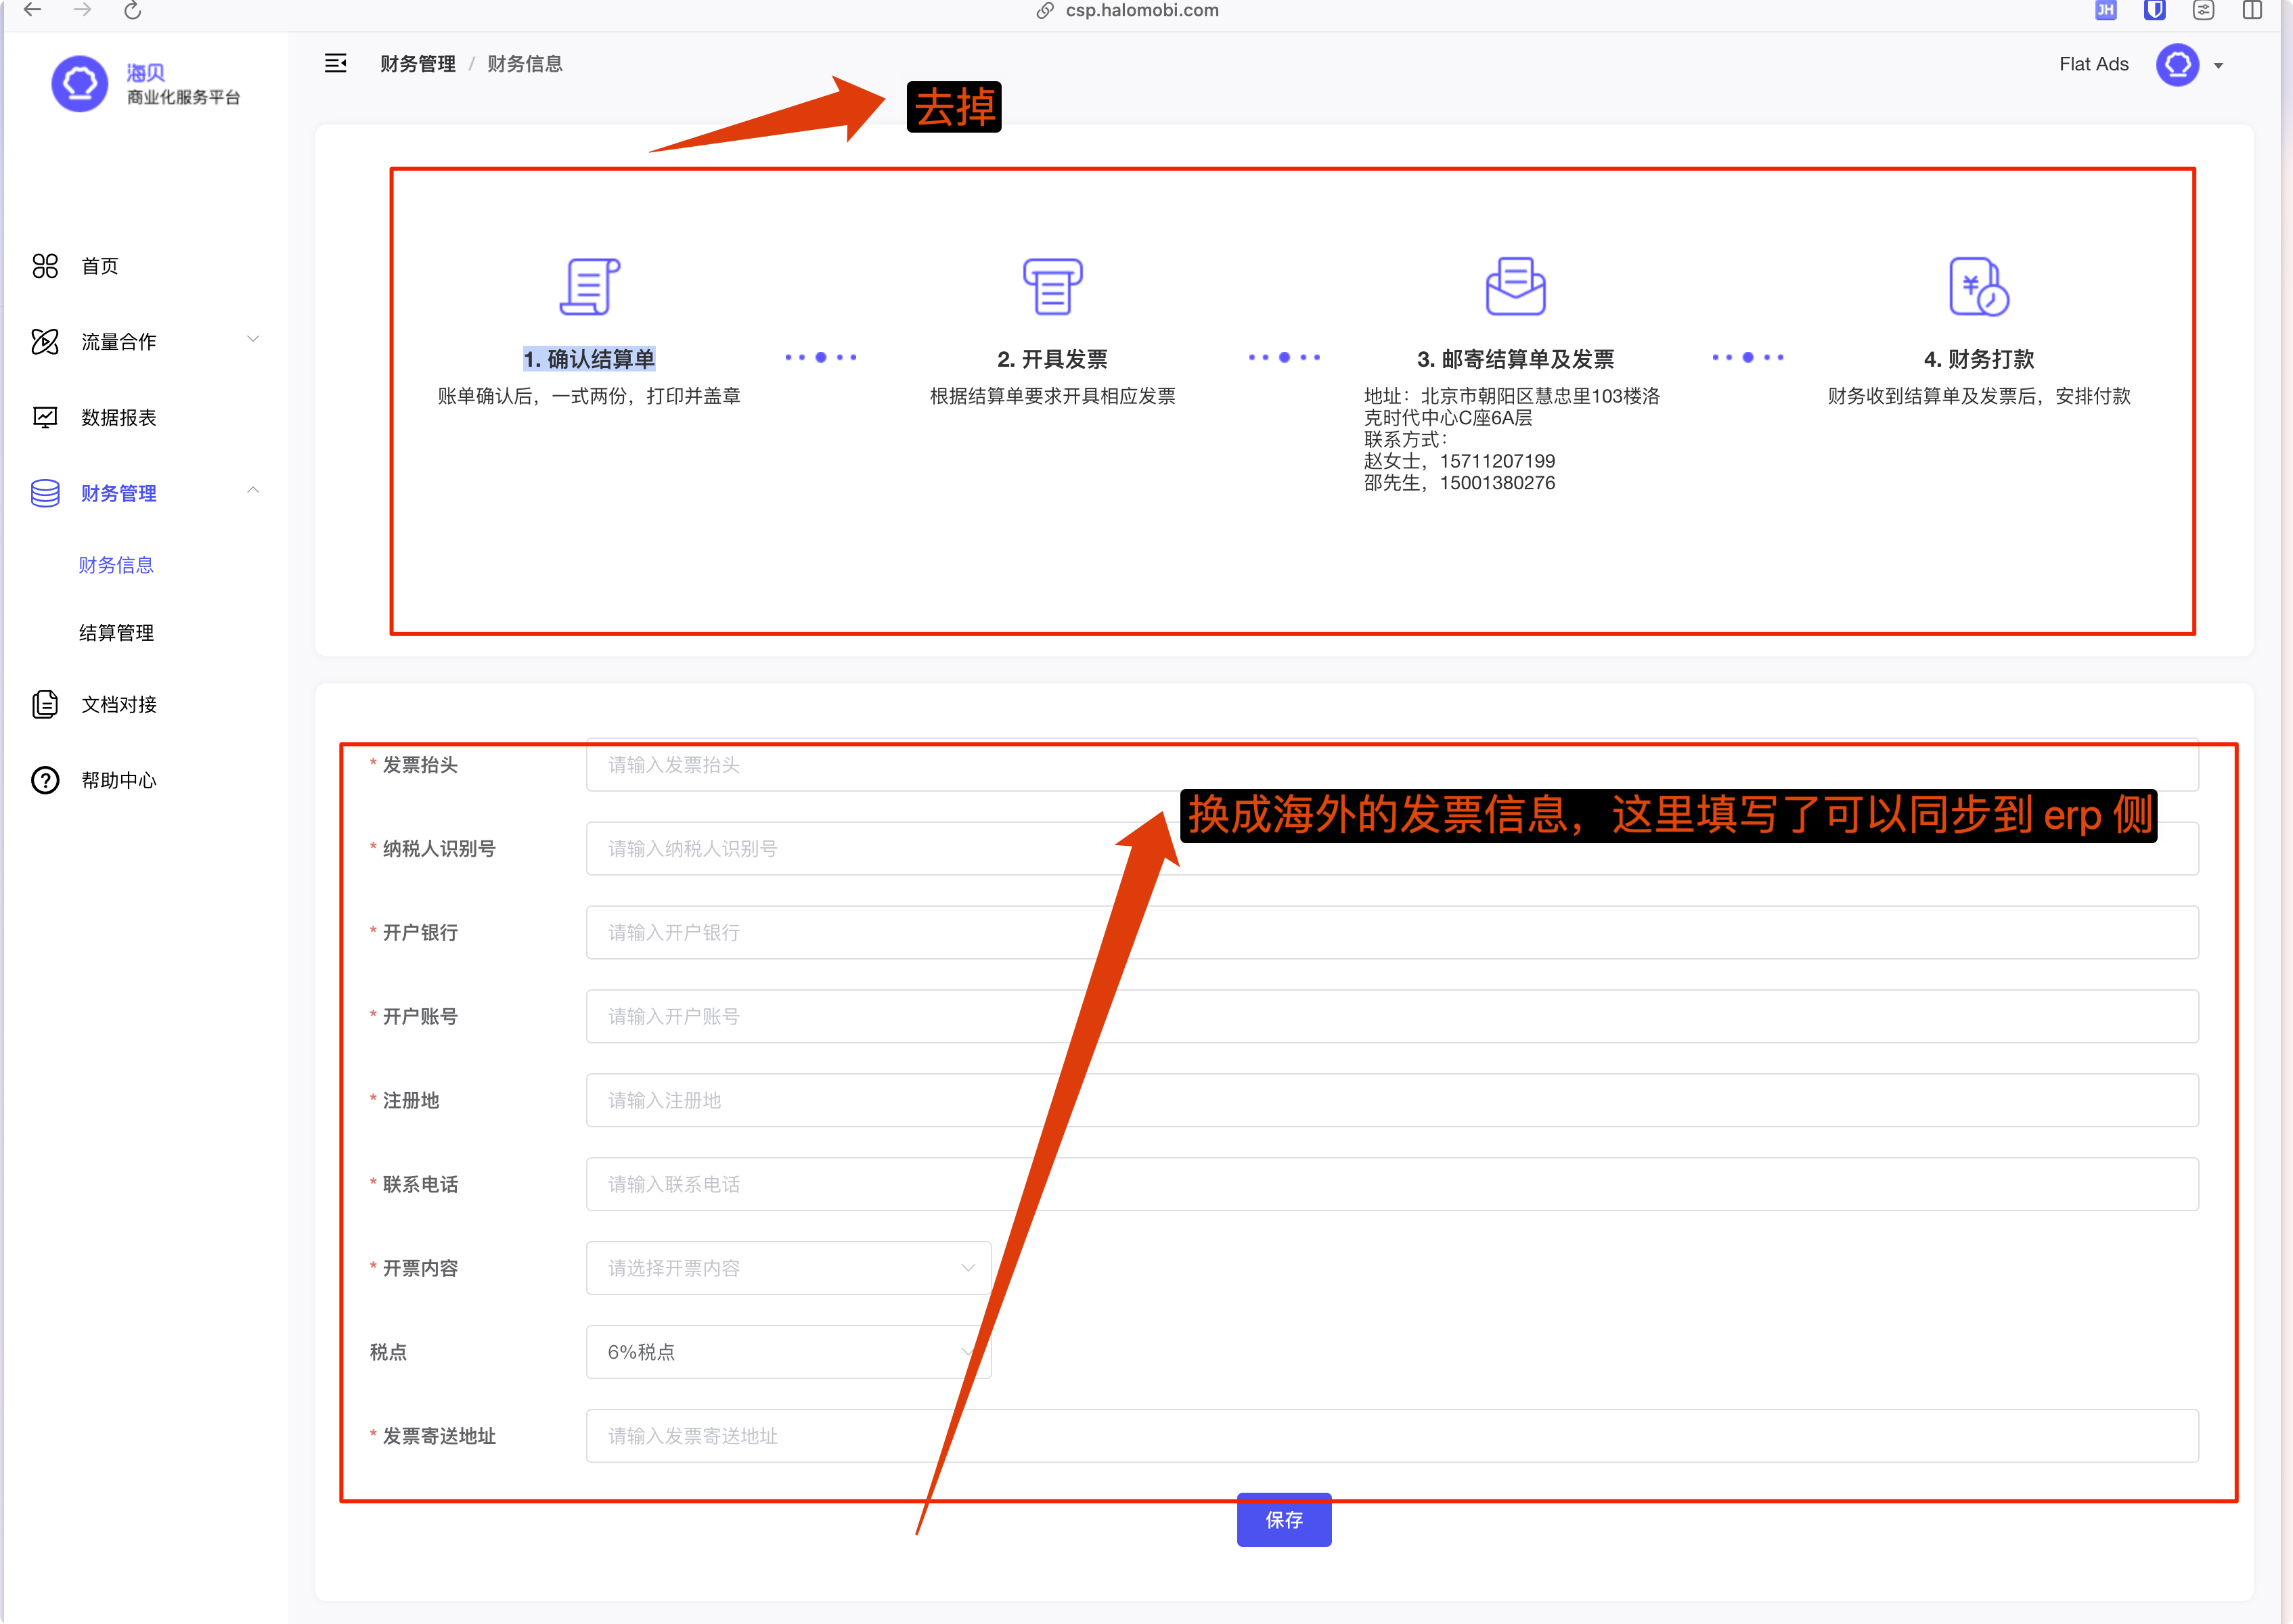 csp.halomobi.com
JH
海贝
商业化服务平台
财务管理 / 财务信息
Flat Ads
去掉
首页
流量合作
数据报表
财务管理
财务信息
结算管理
文档对接
帮助中心
1. 确认结算单
账单确认后，一式两份，打印并盖章
2. 开具发票
根据结算单要求开具相应发票
3. 邮寄结算单及发票
地址：北京市朝阳区慧忠里103楼洛
克时代中心C座6A层
联系方式：
赵女士，15711207199
邵先生，15001380276
4. 财务打款
财务收到结算单及发票后，安排付款
* 发票抬头
请输入发票抬头
换成海外的发票信息，这里填写了可以同步到 erp 侧
* 纳税人识别号
请输入纳税人识别号
* 开户银行
请输入开户银行
* 开户账号
请输入开户账号
* 注册地
请输入注册地
* 联系电话
请输入联系电话
* 开票内容
请选择开票内容
税点
6%税点
* 发票寄送地址
请输入发票寄送地址
保存